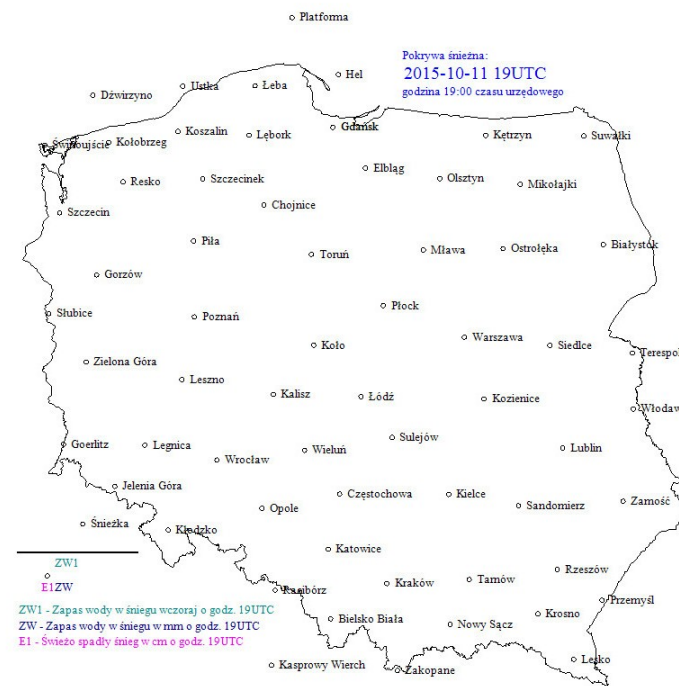 Platforma
Pokrywa śnieżna:
2015-10-11 19UTC
godzina 19:00 czasu urzędowego
Hel
Ustka
Łeba
Dźwirzyno
Gdańsk
Koszalin
Lębork
Kętrzyn
Suwałki
Świnoujście
Kołobrzeg
Elbląg
Olsztyn
Mikołajki
Resko
Szczecinek
Chojnice
Szczecin
Piła
Toruń
Mława
Ostrołęka
Białystok
Gorzów
Płock
Słubice
Poznań
Warszawa
Siedlce
Koło
Terespol
Zielona Góra
Leszno
Kalisz
Łódź
Kozienice
Włodaw
Sulejów
Goerlitz
Legnica
Wieluń
Lublin
Wrocław
Jelenia Góra
Częstochowa
Kielce
Sandomierz
Zamość
Opole
Śnieżka
Kłodzko
Katowice
ZW1
E1ZW
Racibórz
Kraków
Tarnów
Rzeszów
Przemyśl
ZW1 - Zapas wody w śniegu wczoraj o godz. 19UTC
ZW - Zapas wody w śniegu w mm o godz. 19UTC
E1 - Świeżo spadły śnieg w cm o godz. 19UTC
Bielsko Biała
Nowy Sącz
Krosno
Kasprowy Wierch
Zakopane
Lesko